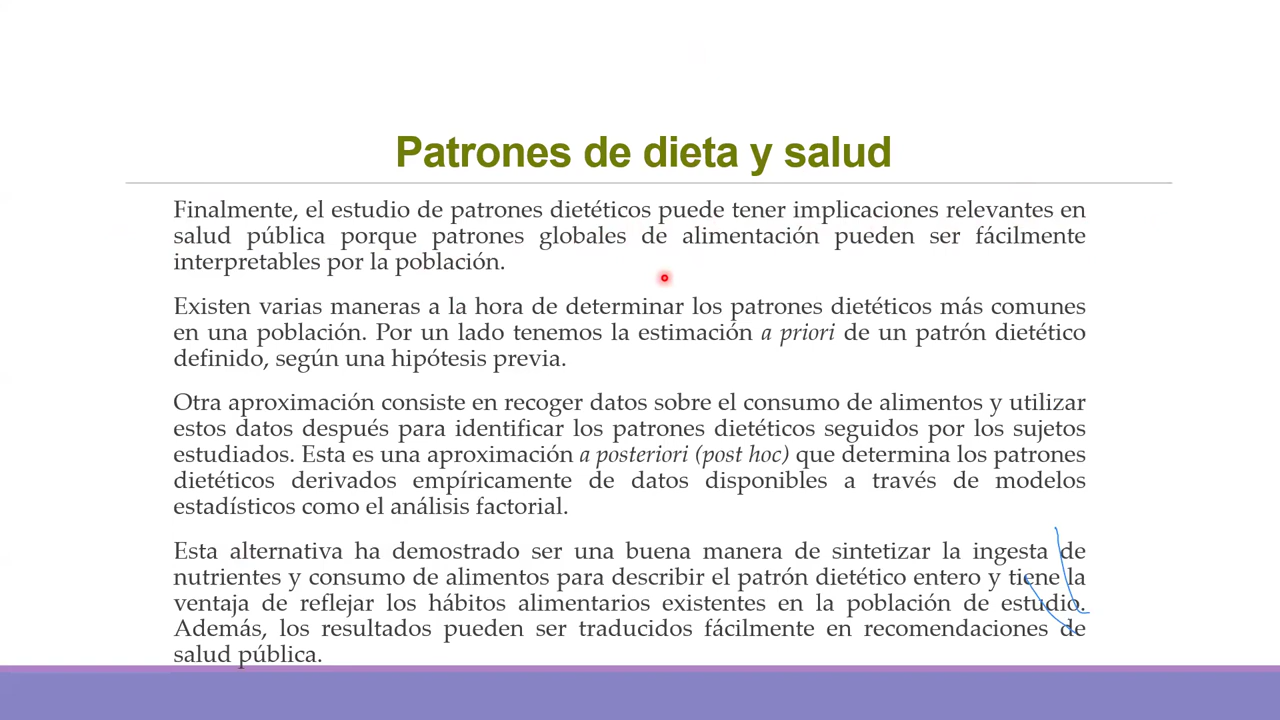 Patrones de dieta y salud
Finalmente, el estudio de patrones dietéticos puede tener implicaciones relevantes en
salud pública porque patrones globales de alimentación pueden ser fácilmente
interpretables por la población.
Existen varias maneras a la hora de determinar los patrones dietéticos más comunes
en una población. Por un lado tenemos la estimación a priori de un patrón dietético
definido, según una hipótesis previa.
Otra aproximación consiste en recoger datos sobre el consumo de alimentos y utilizar
estos datos después para identificar los patrones dietéticos seguidos por los sujetos
estudiados. Esta es una aproximación a posteriori (post hoc) que determina los patrones
dietéticos derivados empíricamente de datos disponibles a través de modelos
estadísticos como el análisis factorial.
Esta alternativa ha demostrado ser una buena manera de sintetizar la ingesta de
nutrientes y consumo de alimentos para describir el patrón dietético entero y tiene la
ventaja de reflejar los hábitos alimentarios existentes en la población de estudio.
Además, los resultados pueden ser traducidos fácilmente en recomendaciones de
salud pública.